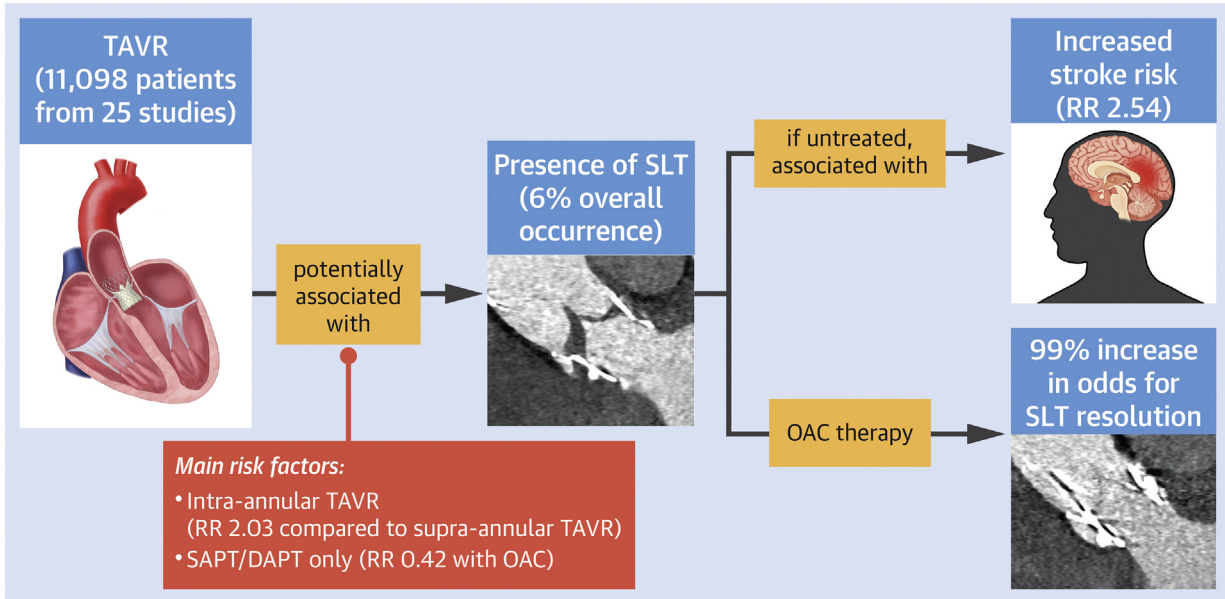 TAVR
(11,098 patients
from 25 studies)
potentially
associated
with
Main risk factors:
• Intra-annular TAVR
(RR 2.03 compared to supra-annular TAVR)
• SAPT/DAPT only (RR 0.42 with OAC)
Presence of SLT
(6% overall
occurrence)
if untreated,
associated with
Increased
stroke risk
(RR 2.54)
OAC therapy
99% increase
in odds for
SLT resolution